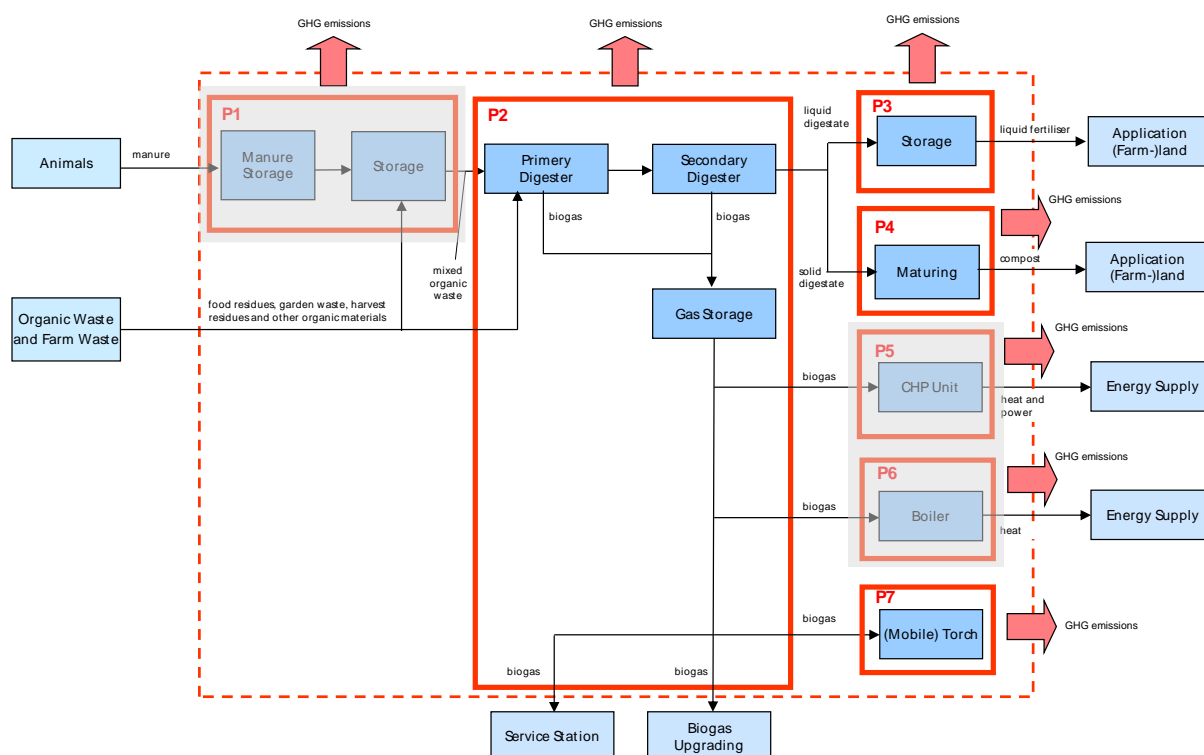 GHG emissions
GHG emissions
GHG emissions
P1
P2
P3
Animals
manure
Manure
Storage
Storage
Primery
Digester
Secondary
Digester
liquid
digestate
Storage
liquid fertiliser
Application
(Farm-)land
GHG emissions
biogas
biogas
mixed
organic
waste
solid
digestate
P4
Maturing
compost
Application
(Farm-)land
Organic Waste
and Farm Waste
food residues, garden waste, harvest
residues and other organic materials
Gas Storage
GHG emissions
P5
biogas
CHP Unit
heat and
power
Energy Supply
GHG emissions
P6
biogas
Boiler
heat
Energy Supply
P7
biogas
(Mobile) Torch
GHG emissions
biogas
biogas
Service Station
Biogas
Upgrading